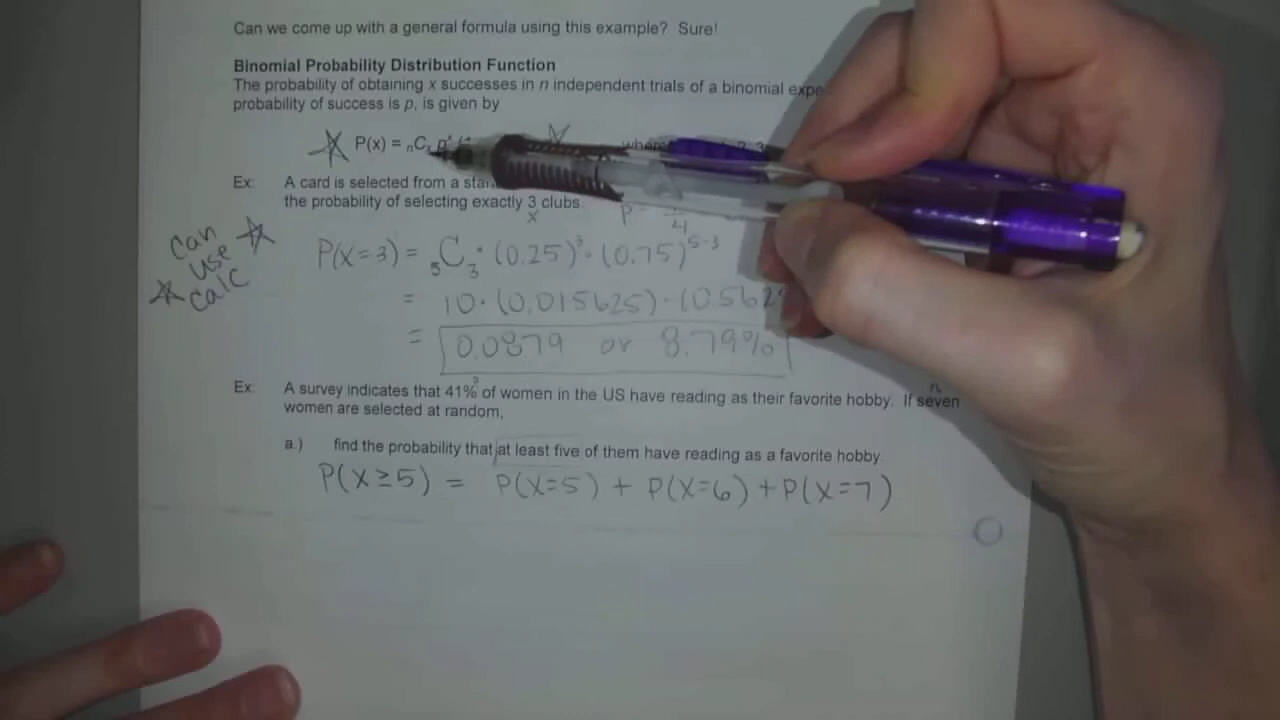 Can we come up with a general formula using this example? Sure!
Binomial Probability Distribution Function
The probability of obtaining x successes in n independent trials of a binomial
probability of success is p, is given by
P(x) = nCx pˣ
Ex: A card is selected from a
the probability of selecting exactly 3 clubs.
x
p
4
can
use
calc
P(X=3) = ₅C₃ · (0.25)³ · (0.75)⁵⁻³
= 10 · (0.015625) ·
= 0.0879 or 8.79%
Ex: A survey indicates that 41% of women in the US have reading as their favorite hobby. If seven
women are selected at random,
a.) find the probability that at least five of them have reading as a favorite hobby.
P(X≥5) = P(X=5) + P(X=6) + P(X=7)